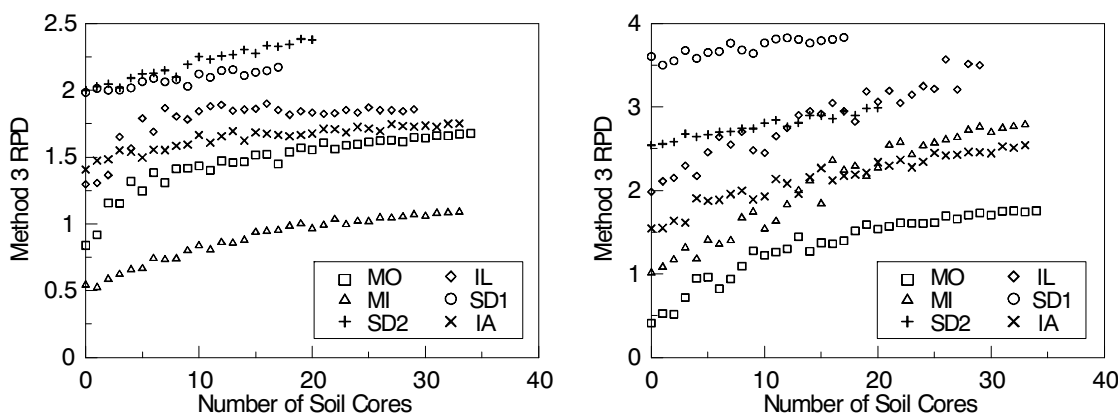 2.5
2
1.5
1
0.5
0
Method 3 RPD
0 10 20 30 40
Number of Soil Cores
MO IL
MI SD1
SD2 IA
4
3
2
1
0
Method 3 RPD
0 10 20 30 40
Number of Soil Cores
MO IL
MI SD1
SD2 IA